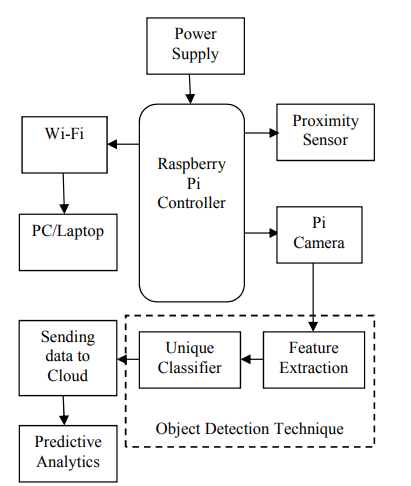 Power
Supply
Wi-Fi
Raspberry
Pi
Controller
Proximity
Sensor
PC/Laptop
Pi
Camera
Sending
data to
Cloud
Unique
Classifier
Feature
Extraction
Object Detection Technique
Predictive
Analytics